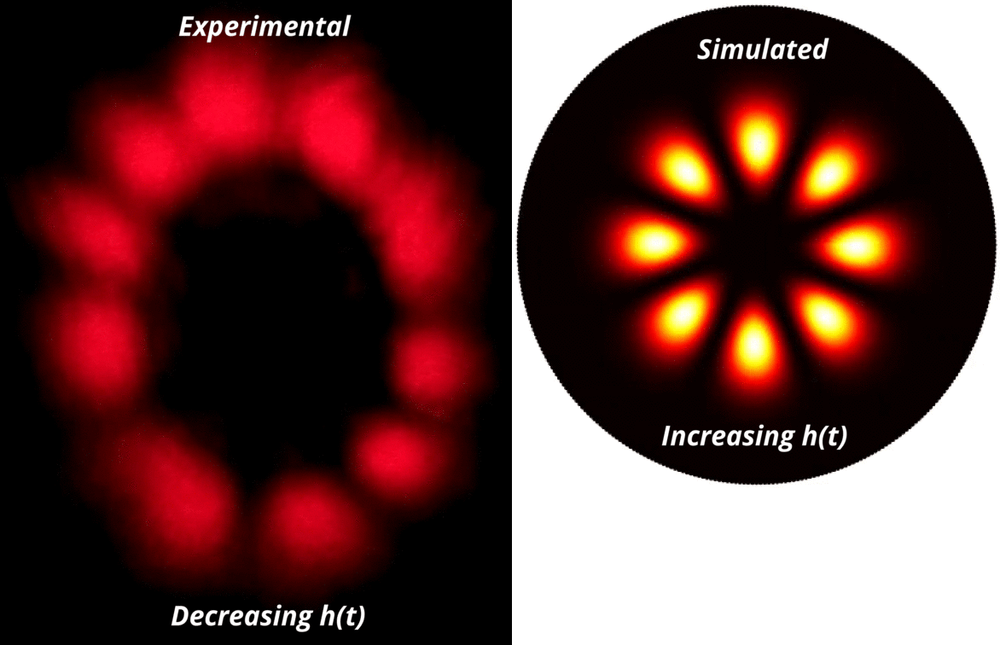 Experimental
Decreasing h(t)
Simulated
Increasing h(t)